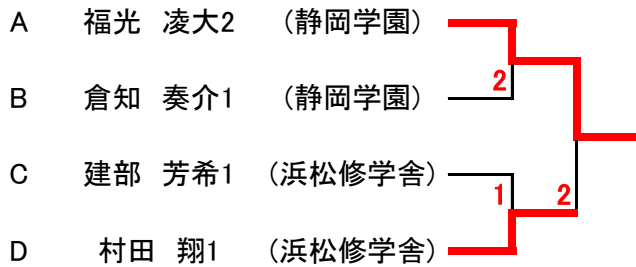 A 福光 凌大2 (静岡学園)
2
B 倉知 奏介1 (静岡学園)
C 建部 芳希1 (浜松修学舎)
1 2
D 村田 翔1 (浜松修学舎)